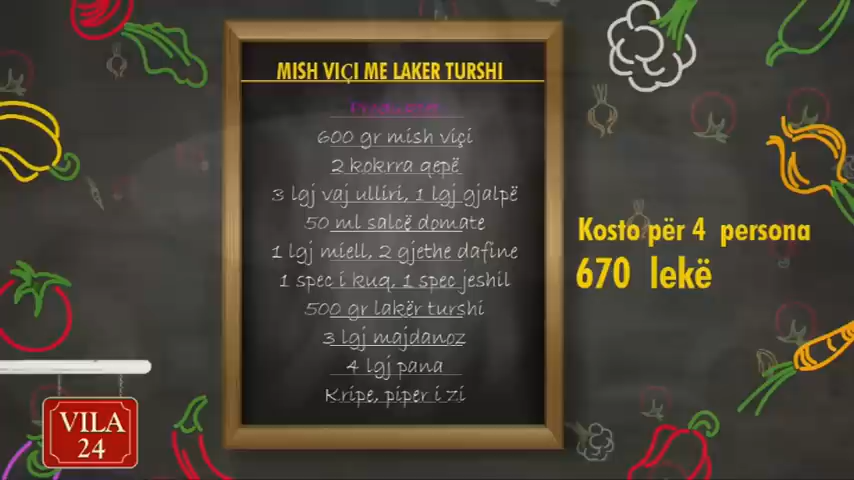 MISH VIÇI ME LAKER TURSHI
600 gr mish viçi
2 kokrra qepë
3 lgj vaj ulliri, 1 lgj gjalpë
50 ml salcë domate
1 lgj miell, 2 gjethe dafine
1 spec i kuq, 1 spec jeshil
500 gr lakër turshi
3 lgj majdanoz
4 lgj pana
Kripe, piper i zi
Kosto për 4 persona
670 lekë
VILA
24